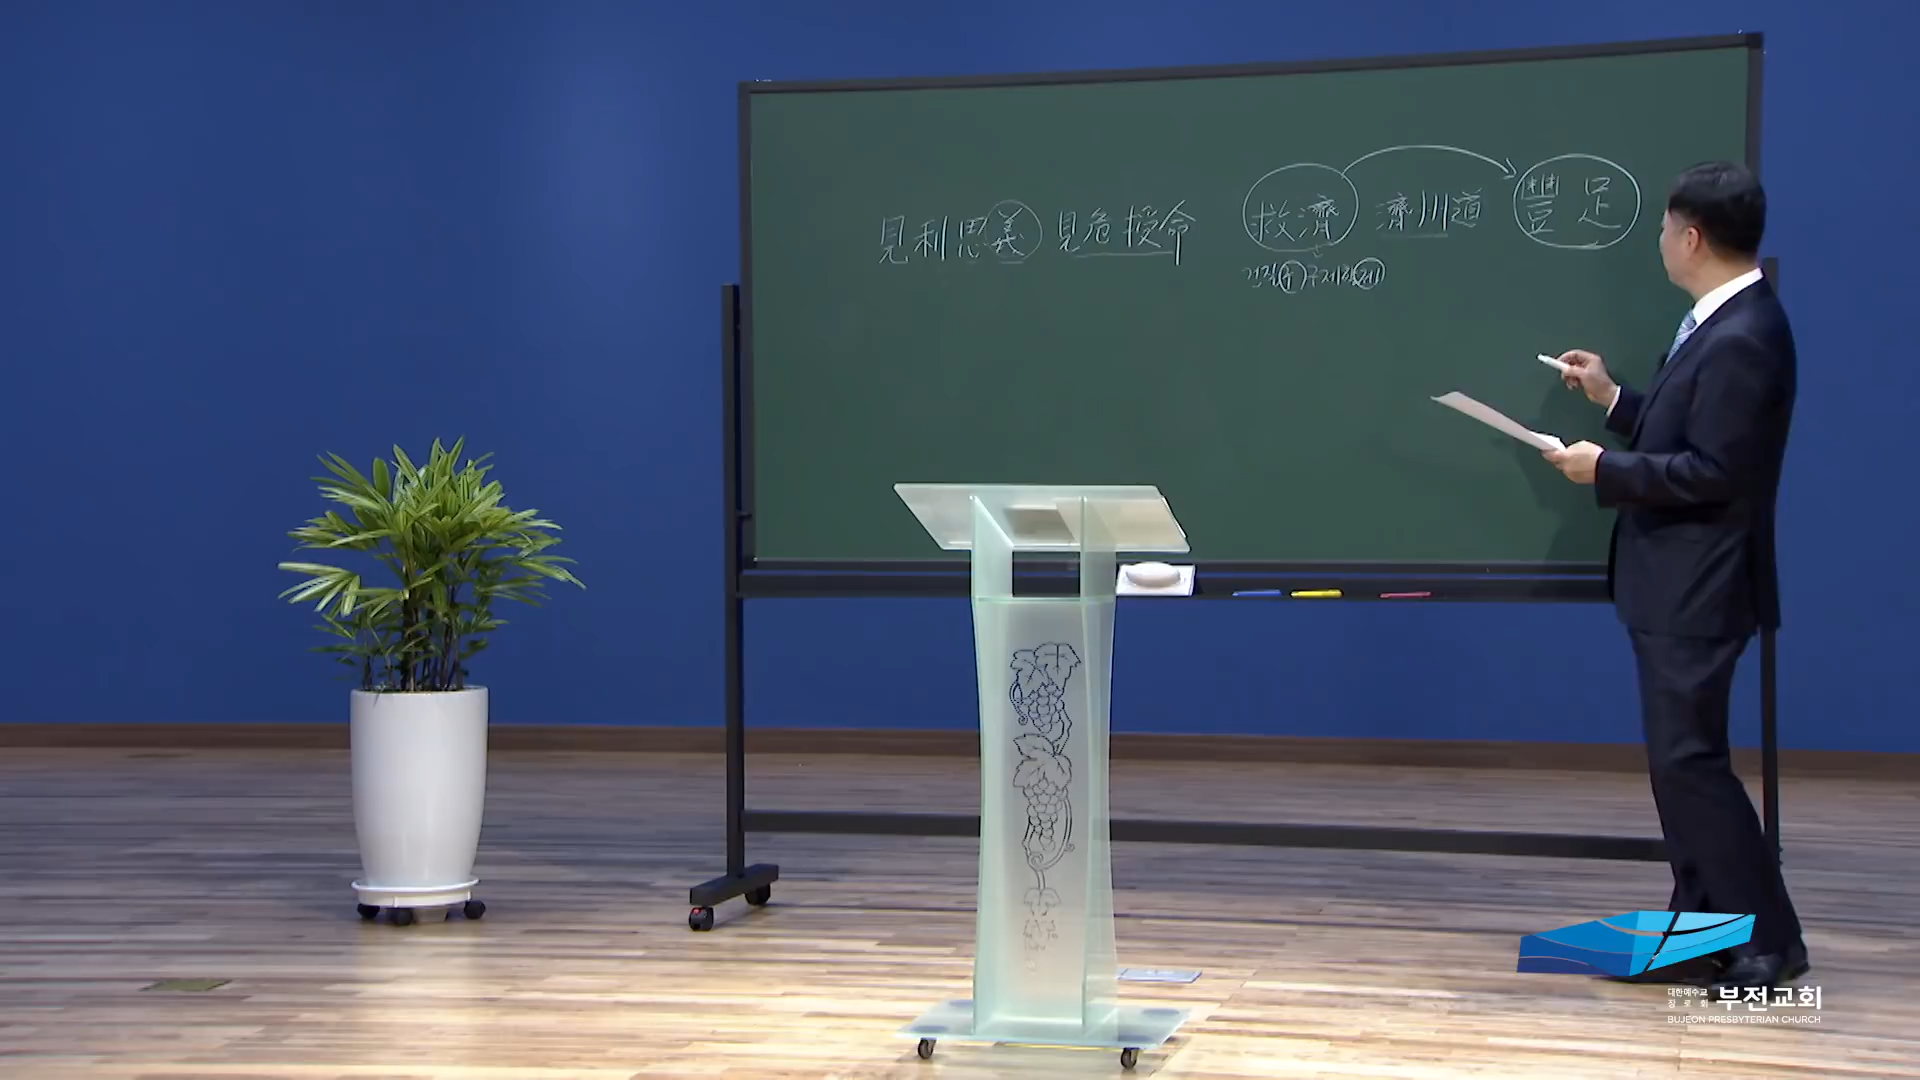 見利思義 見危授命 救濟 濟川道 豐足
건질구 구제할제
대한예수교
장로회 부전교회
BUJEON PRESBYTERIAN CHURCH